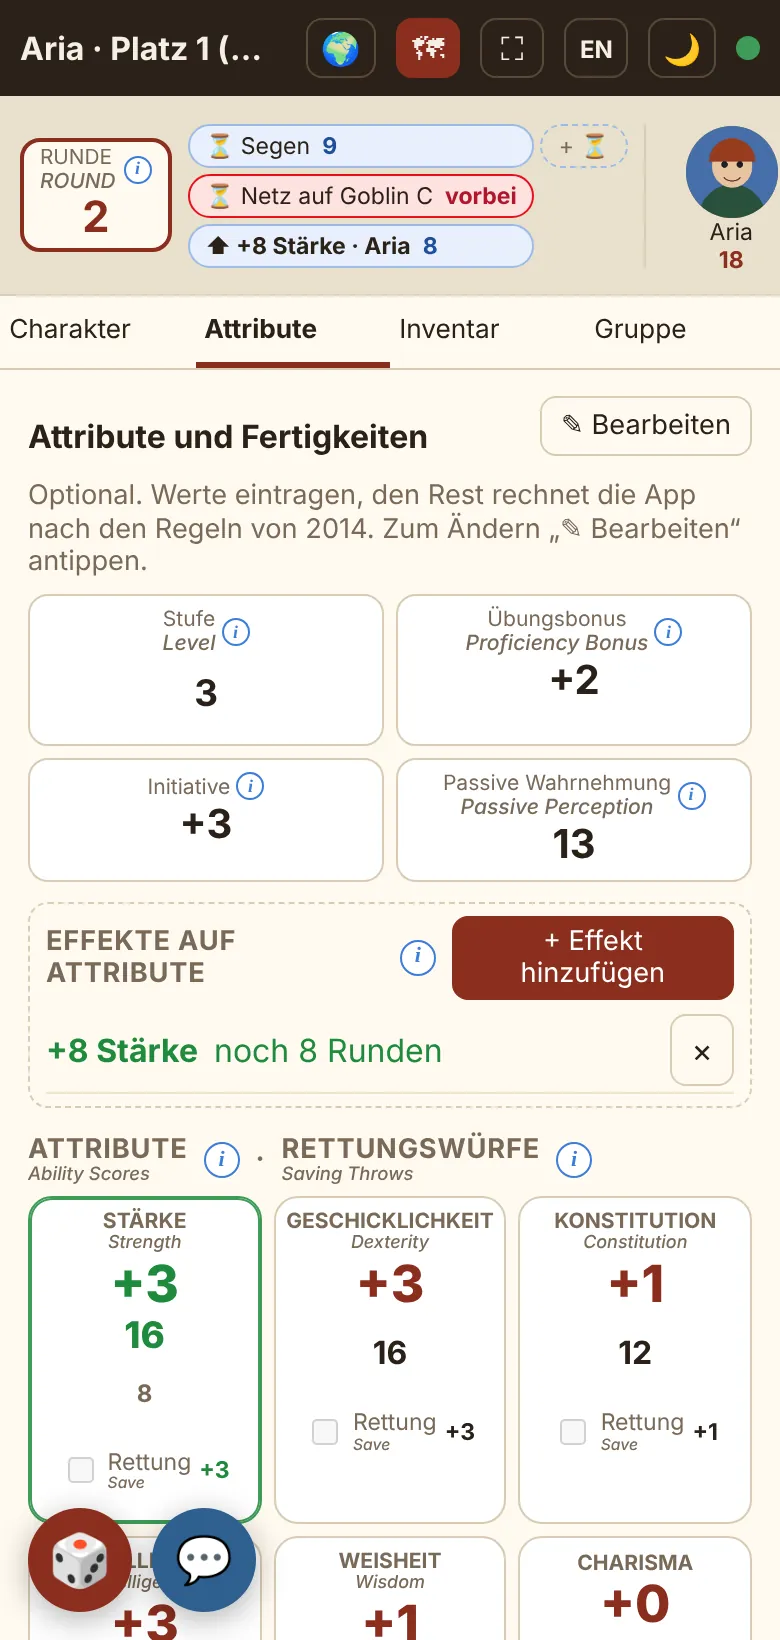 Aria · Platz 1 (...
EN
RUNDE
ROUND
i
2
Segen 9
+
Netz auf Goblin C vorbei
+8 Stärke · Aria 8
Aria
18
Charakter Attribute Inventar Gruppe
Attribute und Fertigkeiten
✎ Bearbeiten
Optional. Werte eintragen, den Rest rechnet die App
nach den Regeln von 2014. Zum Ändern „✎ Bearbeiten“
antippen.
Stufe
Level
i
3
Übungsbonus
Proficiency Bonus
i
+2
Initiative i
+3
Passive Wahrnehmung
Passive Perception
i
13
EFFEKTE AUF
ATTRIBUTE
i
+ Effekt
hinzufügen
+8 Stärke noch 8 Runden
×
ATTRIBUTE
Ability Scores
i
·
RETTUNGSWÜRFE
Saving Throws
i
STÄRKE
Strength
+3
16
8
Rettung
Save
+3
GESCHICKLICHKEIT
Dexterity
+3
16
Rettung
Save
+3
KONSTITUTION
Constitution
+1
12
Rettung
Save
+1
+3
WEISHEIT
Wisdom
+1
CHARISMA
+0